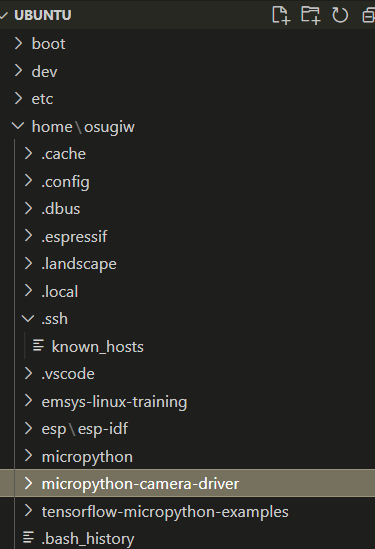 UBUNTU
boot
dev
etc
home\osugiw
.cache
.config
.dbus
.espressif
.landscape
.local
.ssh
known_hosts
.vscode
emsys-linux-training
esp\esp-idf
micropython
micropython-camera-driver
tensorflow-micropython-examples
.bash_history